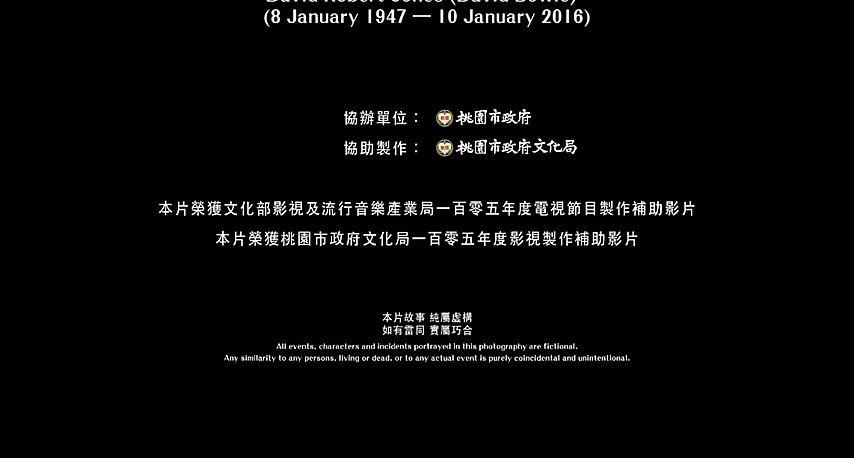 David Robert Jones (David Bowie)
(8 January 1947 — 10 January 2016)
協辦單位： 桃園市政府
協助製作： 桃園市政府文化局
本片榮獲文化部影視及流行音樂產業局一百零五年度電視節目製作補助影片
本片榮獲桃園市政府文化局一百零五年度影視製作補助影片
本片故事 純屬虛構
如有雷同 實屬巧合
All events, characters and incidents portrayed in this photography are fictional.
Any similarity to any persons, living or dead, or to any actual event is purely coincidental and unintentional.